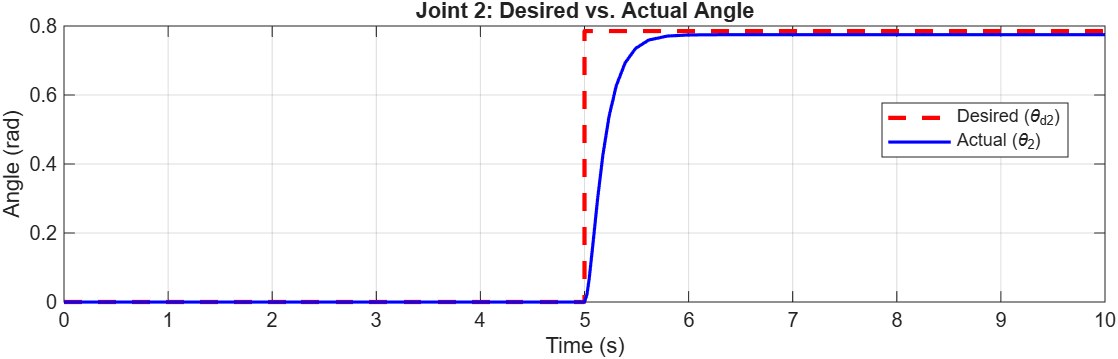 Joint 2: Desired vs. Actual Angle
0.8
0.6
0.4
0.2
0
Angle (rad)
Desired (θd2)
Actual (θ2)
0 1 2 3 4 5 6 7 8 9 10
Time (s)